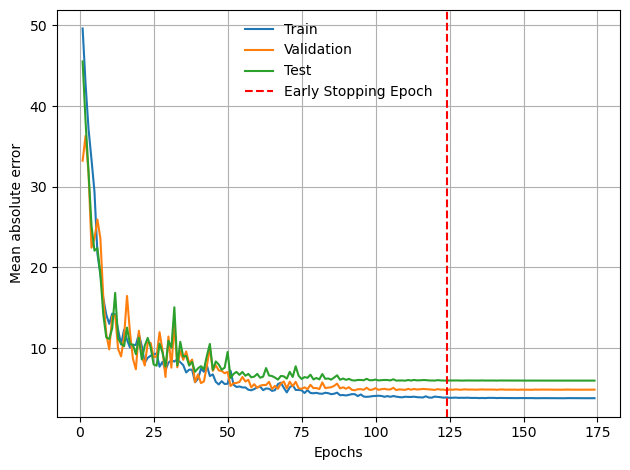 50
40
30
20
10
Mean absolute error
Train
Validation
Test
Early Stopping Epoch
0 25 50 75 100 125 150 175
Epochs